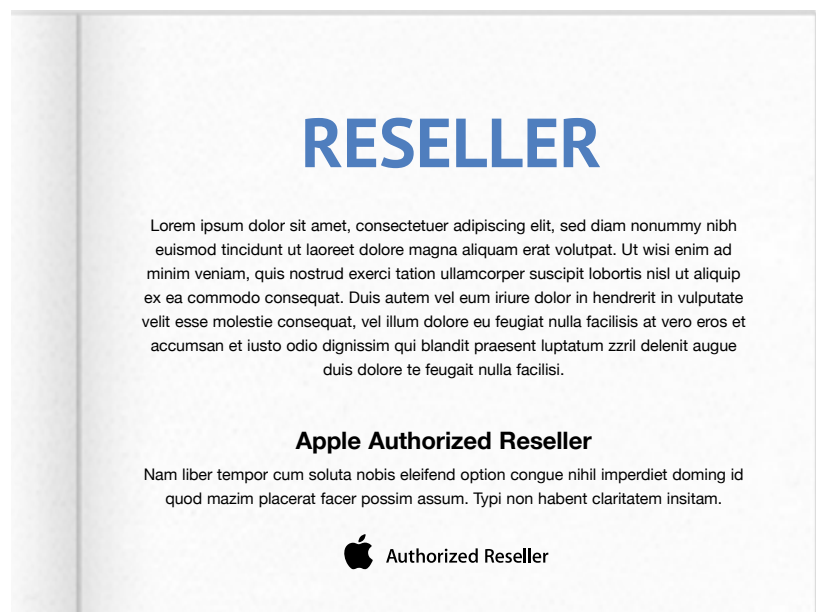 RESELLER
Lorem ipsum dolor sit amet, consectetuer adipiscing elit, sed diam nonummy nibh
euismod tincidunt ut laoreet dolore magna aliquam erat volutpat. Ut wisi enim ad
minim veniam, quis nostrud exerci tation ullamcorper suscipit lobortis nisl ut aliquip
ex ea commodo consequat. Duis autem vel eum iriure dolor in hendrerit in vulputate
velit esse molestie consequat, vel illum dolore eu feugiat nulla facilisis at vero eros et
accumsan et iusto odio dignissim qui blandit praesent luptatum zzril delenit augue
duis dolore te feugait nulla facilisi.
Apple Authorized Reseller
Nam liber tempor cum soluta nobis eleifend option congue nihil imperdiet doming id
quod mazim placerat facer possim assum. Typi non habent claritatem insitam.
Authorized Reseller